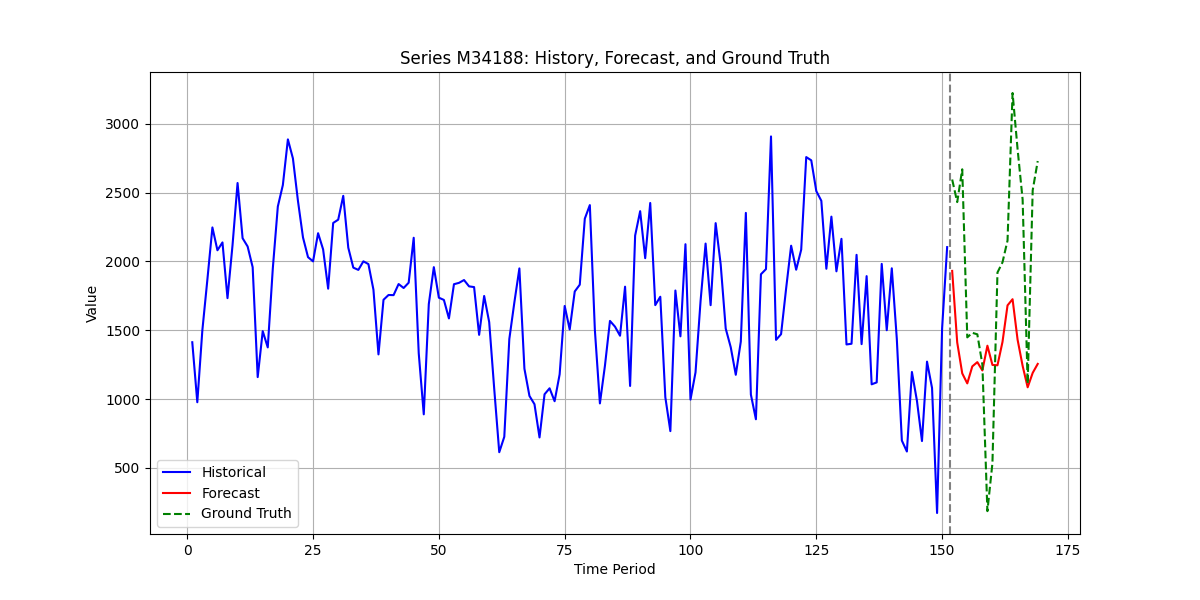 Series M34188: History, Forecast, and Ground Truth
Value
3000
2500
2000
1500
1000
500
Historical
Forecast
Ground Truth
0 25 50 75 100 125 150 175
Time Period